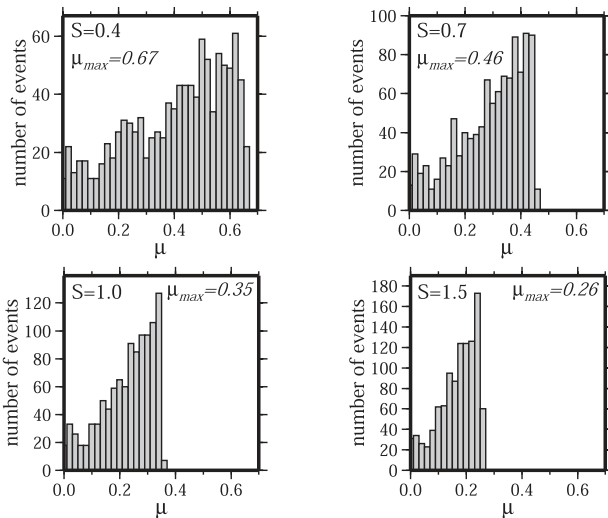 S=0.4
μmax=0.67
number of events
0 20 40 60
0.0 0.2 0.4 0.6
μ
S=0.7
μmax=0.46
number of events
0 20 40 60 80 100
0.0 0.2 0.4 0.6
μ
S=1.0
μmax=0.35
number of events
0 20 40 60 80 100 120
0.0 0.2 0.4 0.6
μ
S=1.5
μmax=0.26
number of events
0 20 40 60 80 100 120 140 160 180
0.0 0.2 0.4 0.6
μ